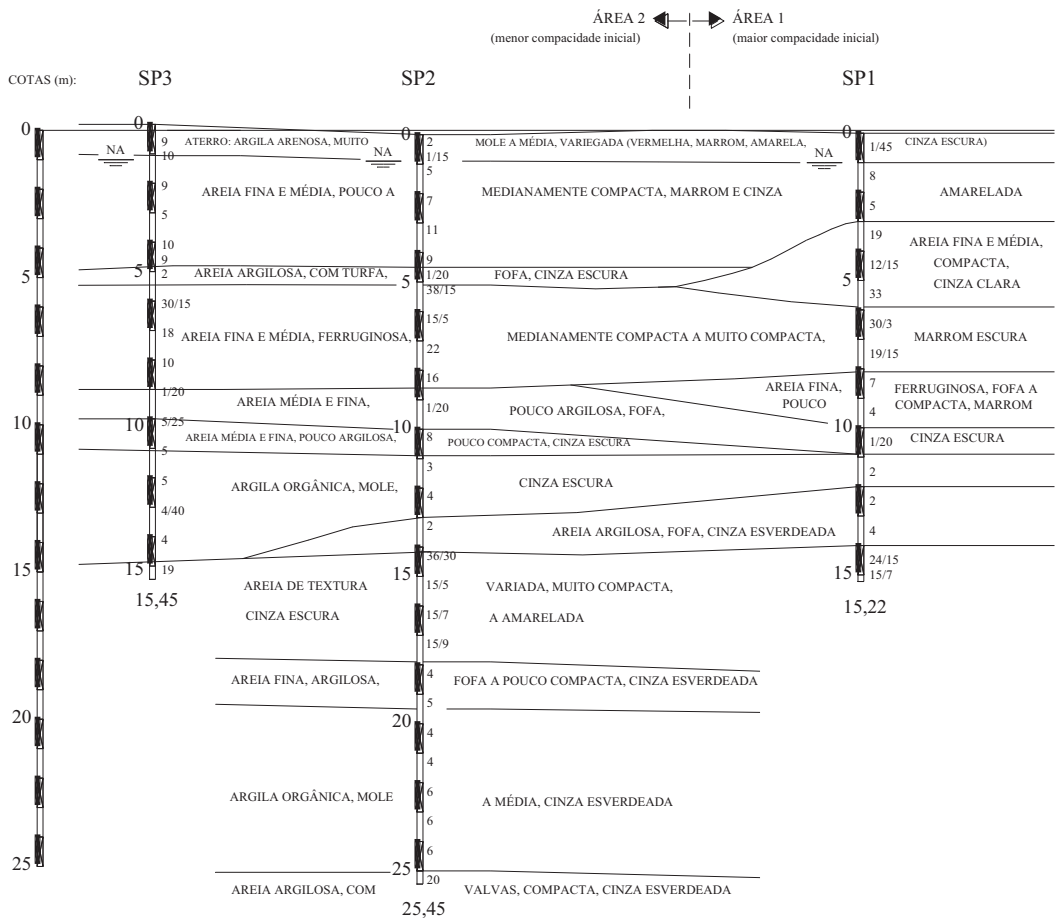 ÁREA 2 ÁREA 1
(menor compacidade inicial) (maior compacidade inicial)
COTAS (m): SP3 SP2 SP1
0 0 0 0
9 ATERRO: ARGILA ARENOSA, MUITO 2 MOLE A MÉDIA, VARIEGADA (VERMELHA, MARROM, AMARELA, 1/45 CINZA ESCURA)
NA 10 NA 1/15 NA
5
9 AREIA FINA E MÉDIA, POUCO A 7 MEDIANAMENTE COMPACTA, MARROM E CINZA 8 AMARELADA
5 11 5
10 19 AREIA FINA E MÉDIA,
9 9 12/15 COMPACTA,
5 5 2 AREIA ARGILOSA, COM TURFA, 5 1/20 FOFA, CINZA ESCURA 5 33 CINZA CLARA
38/15
30/15 15/5 30/3
18 AREIA FINA E MÉDIA, FERRUGINOSA, 22 MEDIANAMENTE COMPACTA A MUITO COMPACTA, 19/15 MARROM ESCURA
10 16 AREIA FINA, 7 FERRUGINOSA, FOFA A
1/20 AREIA MÉDIA E FINA, 1/20 POUCO ARGILOSA, FOFA, POUCO 4 COMPACTA, MARROM
10 10 5/25 10 10
AREIA MÉDIA E FINA, POUCO ARGILOSA, 8 POUCO COMPACTA, CINZA ESCURA 1/20 CINZA ESCURA
5 3 2
5 ARGILA ORGÂNICA, MOLE, 4 CINZA ESCURA 2
4/40 2 AREIA ARGILOSA, FOFA, CINZA ESVERDEADA 4
4 36/30 24/15
15 15 19 15 15 15/7
15,45 AREIA DE TEXTURA 15/5 VARIADA, MUITO COMPACTA, 15,22
CINZA ESCURA 15/7 A AMARELADA
15/9
AREIA FINA, ARGILOSA, 4 FOFA A POUCO COMPACTA, CINZA ESVERDEADA
5
20 20
4
4
ARGILA ORGÂNICA, MOLE 6 A MÉDIA, CINZA ESVERDEADA
6
6
25 25
AREIA ARGILOSA, COM 20 VALVAS, COMPACTA, CINZA ESVERDEADA
25,45